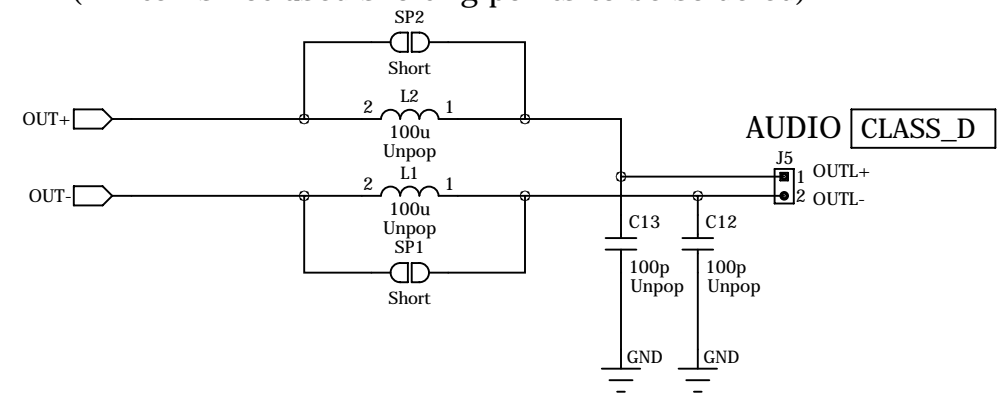 SP2
Short
OUT+
2 L2 1
100u
Unpop
AUDIO CLASS_D
J5
1 OUTL+
2 OUTL-
OUT-
2 L1 1
100u
Unpop
SP1
Short
C13
100p
Unpop
C12
100p
Unpop
GND
GND